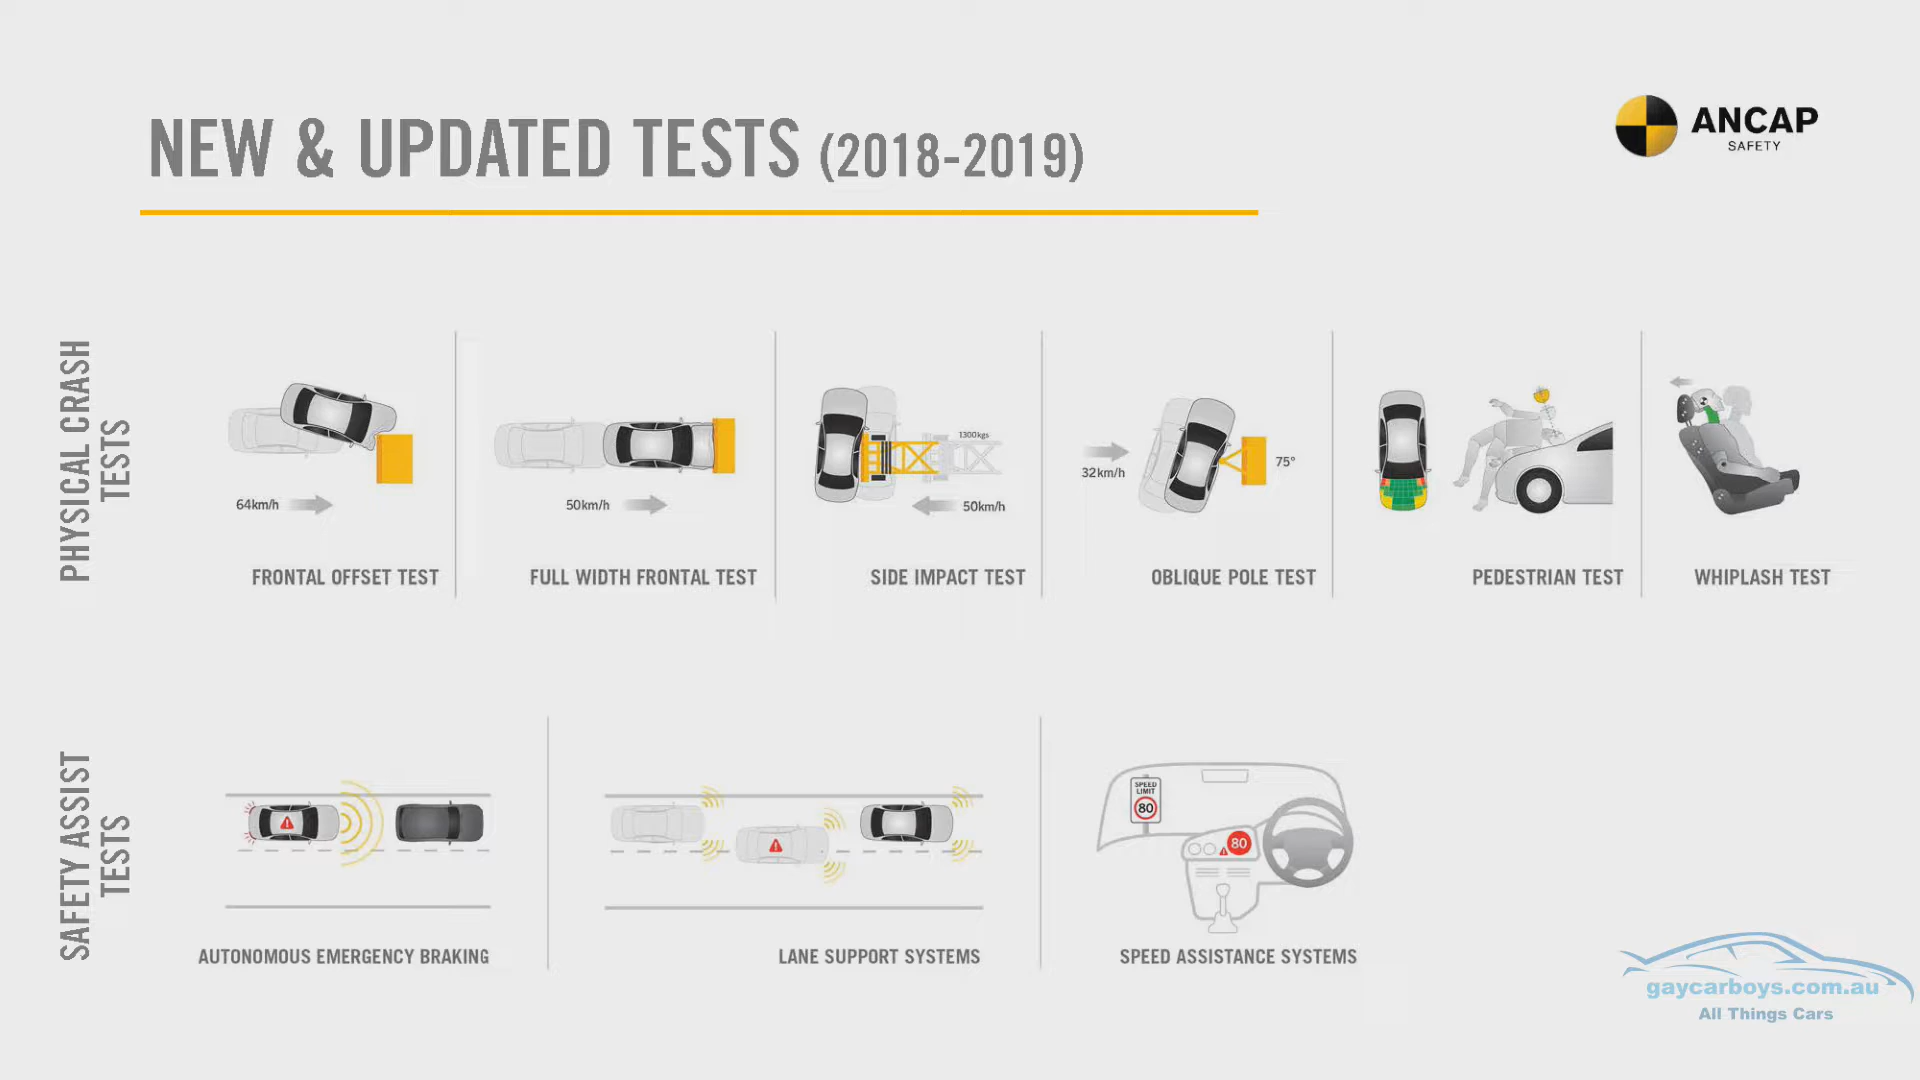 NEW & UPDATED TESTS (2018-2019)
ANCAP
SAFETY
PHYSICAL CRASH
TESTS
64km/h
FRONTAL OFFSET TEST
50km/h
FULL WIDTH FRONTAL TEST
1300kgs
50km/h
SIDE IMPACT TEST
32km/h
75°
OBLIQUE POLE TEST
PEDESTRIAN TEST
WHIPLASH TEST
SAFETY ASSIST
TESTS
AUTONOMOUS EMERGENCY BRAKING
LANE SUPPORT SYSTEMS
SPEED
LIMIT
80
80
SPEED ASSISTANCE SYSTEMS
gaycarboys.com.au
All Things Cars